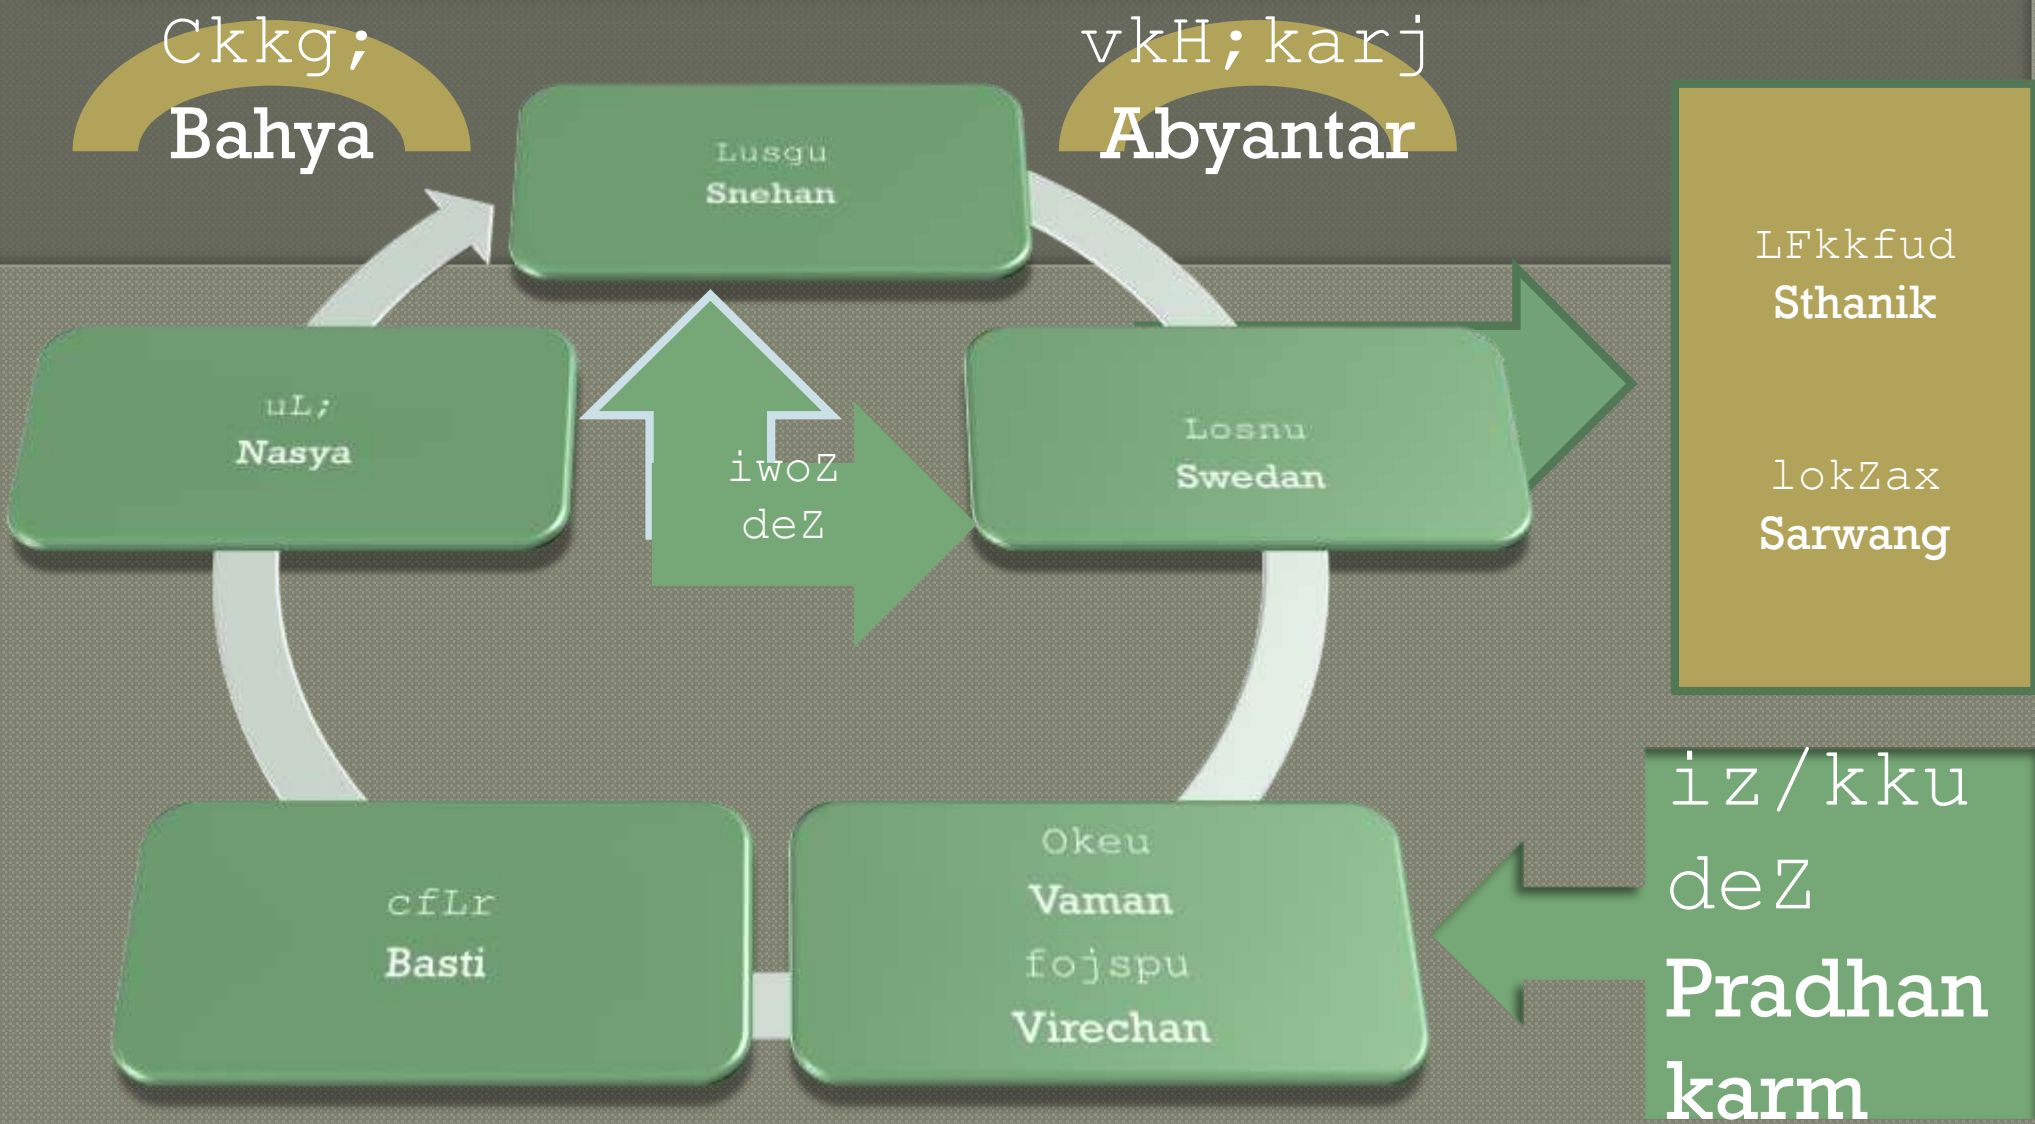 Ckkg;
Bahya
vkH;karj
Abyantar
Lusgu
Snehan
LFkkfud
Sthanik
lokZax
Sarwang
uL;
Nasya
iwoZ
deZ
Losnu
Swedan
iz/kku
deZ
Pradhan
karm
cfLr
Basti
Okeu
Vaman
fojspu
Virechan